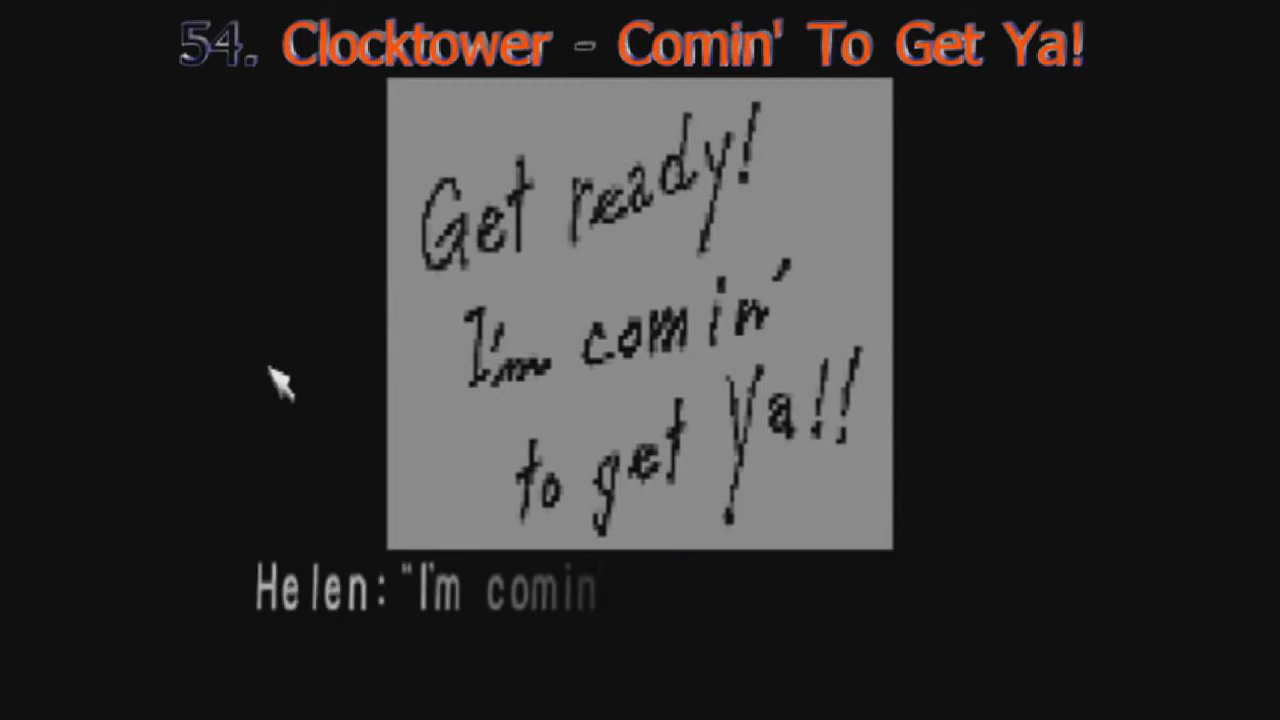 54. Clocktower - Comin' To Get Ya!
Get ready!
I'm comin'
to get Ya!!
Helen: "I'm comin'